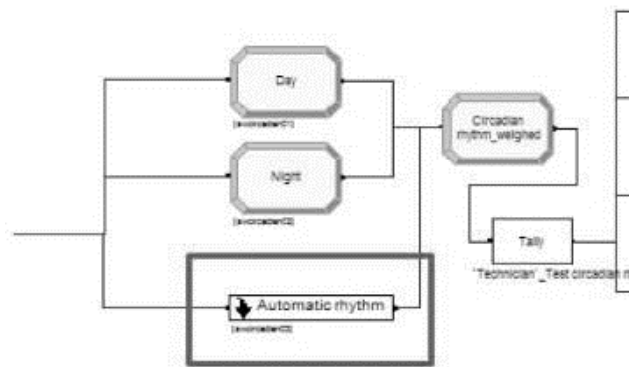 Day
Night
Automatic rhythm
Circadian
rhythm_weighed
Tally
"Technician'_Test circadian r